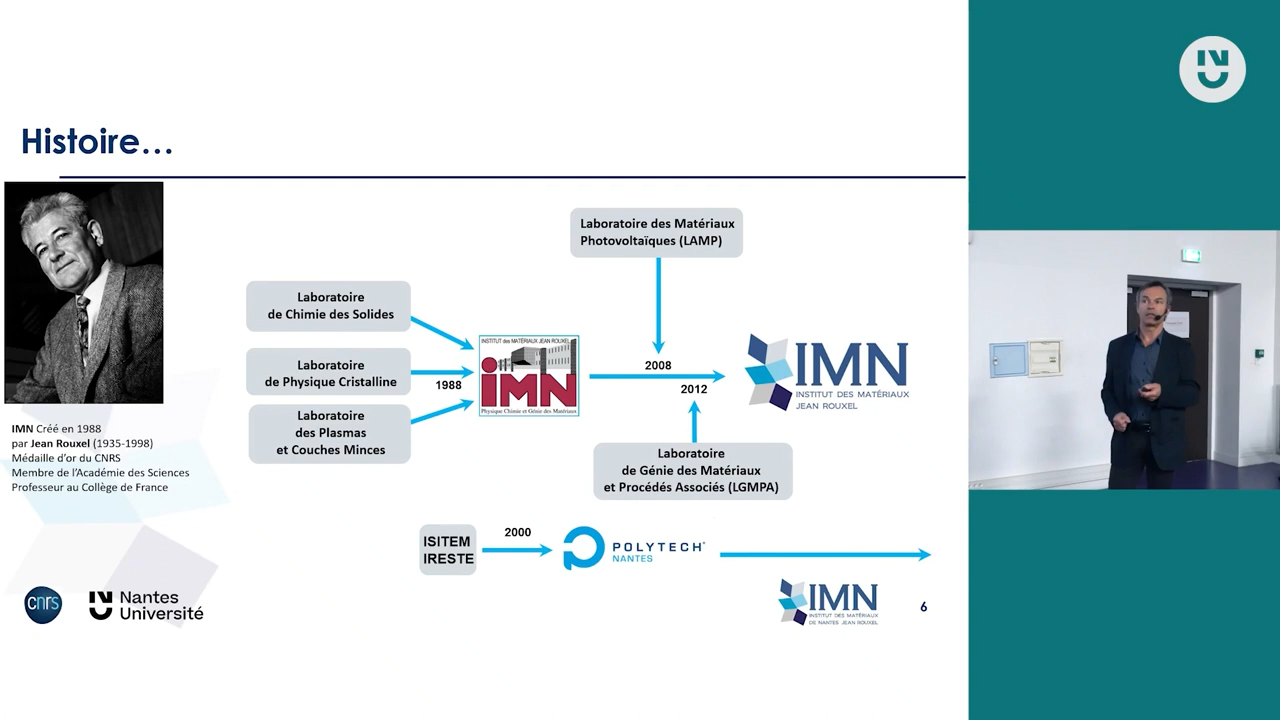 Histoire…
Laboratoire des Matériaux
Photovoltaïques (LAMP)
Laboratoire
de Chimie des Solides
Laboratoire
de Physique Cristalline
Laboratoire
des Plasmas
et Couches Minces
1988
INSTITUT des MATÉRIAUX JEAN ROUXEL
iMN
Physique Chimie et Génie des Matériaux
2008
2012
IMN
INSTITUT DES MATÉRIAUX
JEAN ROUXEL
Laboratoire
de Génie des Matériaux
et Procédés Associés (LGMPA)
IMN Créé en 1988
par Jean Rouxel (1935-1998)
Médaille d’or du CNRS
Membre de l’Académie des Sciences
Professeur au Collège de France
ISITEM
IRESTE
2000
POLYTECH
NANTES
cnrs
Nantes
Université
IMN
INSTITUT DES MATÉRIAUX
DE NANTES JEAN ROUXEL
6